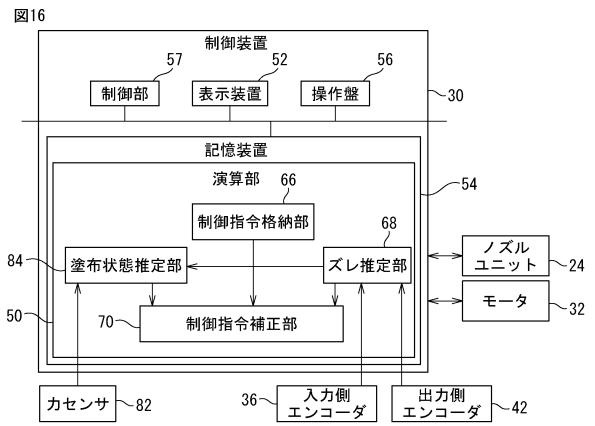 図16
制御装置
57
52
56
制御部
表示装置
操作盤
30
記憶装置
54
演算部
66
制御指令格納部
68
84
塗布状態推定部
ズレ推定部
ノズル
ユニット
24
50
70
制御指令補正部
モータ
32
力センサ
82
36
入力側
エンコーダ
出力側
エンコーダ
42